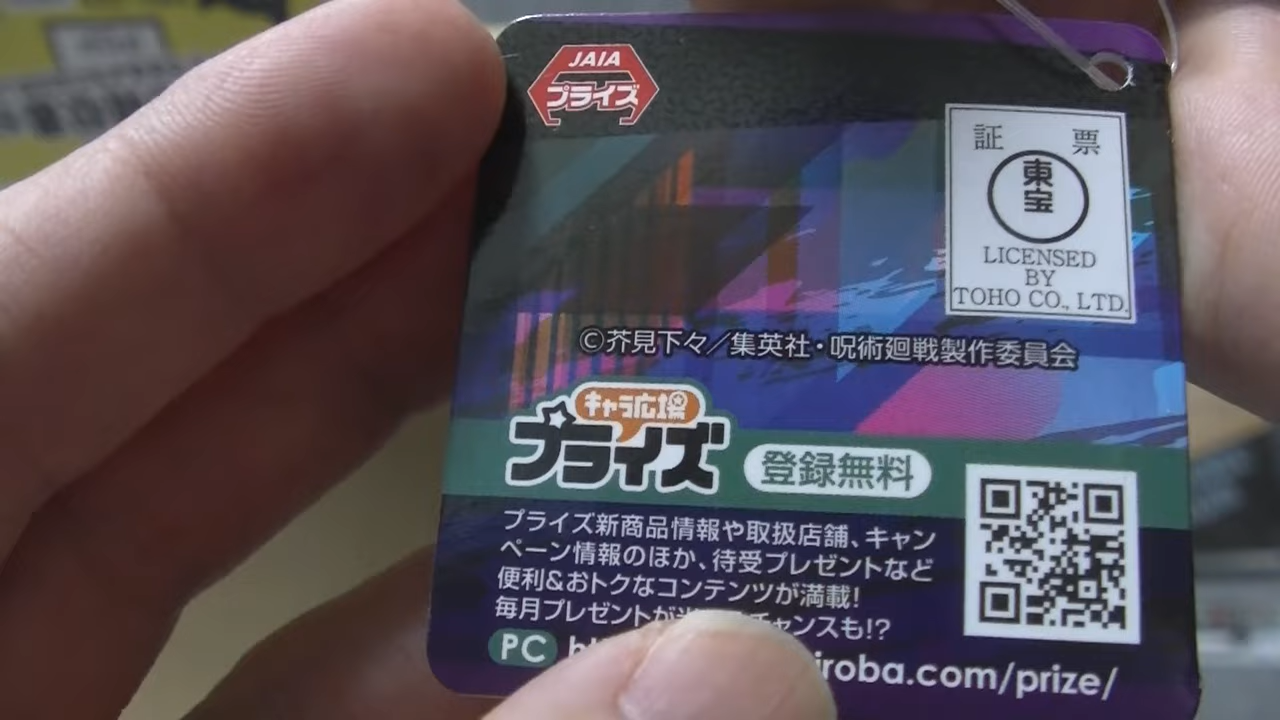 JAIA
プライズ
証 票
東宝
LICENSED
BY
TOHO CO., LTD.
©芥見下々／集英社・呪術廻戦製作委員会
キャラ広場
プライズ
登録無料
プライズ新商品情報や取扱店舗、キャン
ペーン情報のほか、待受プレゼントなど
便利&おトクなコンテンツが満載!
毎月プレゼントが チャンスも!?
PC iroba.com/prize/